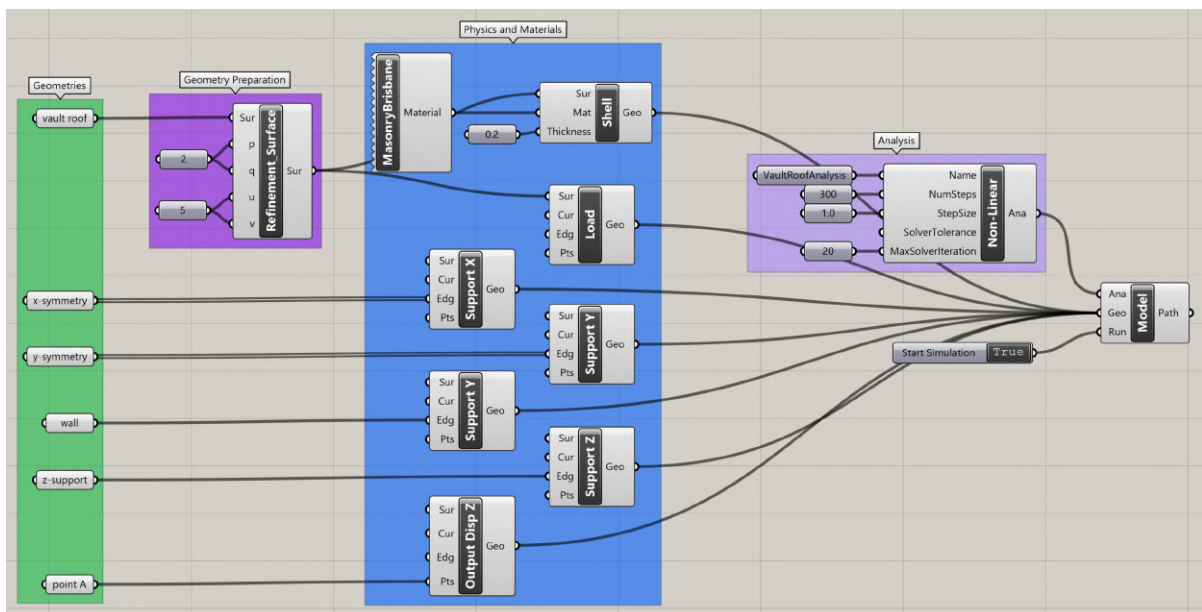 Geometries
vault roof
x-symmetry
y-symmetry
wall
z-support
point A
Geometry Preparation
2
5
Sur
p
q
u
v
Refinement_Surface
Sur
Physics and Materials
MasonryBrisbane
Material
0.2
Sur
Mat
Thickness
Shell
Geo
Sur
Cur
Edg
Pts
Load
Geo
Sur
Cur
Edg
Pts
Support X
Geo
Sur
Cur
Edg
Pts
Support Y
Geo
Sur
Cur
Edg
Pts
Support Y
Geo
Sur
Cur
Edg
Pts
Support Z
Geo
Sur
Cur
Edg
Pts
Output Disp Z
Geo
Analysis
VaultRoofAnalysis
300
1.0
20
Name
NumSteps
StepSize
SolverTolerance
MaxSolverIteration
Non-Linear
Ana
Start Simulation True
Ana
Geo
Run
Model
Path